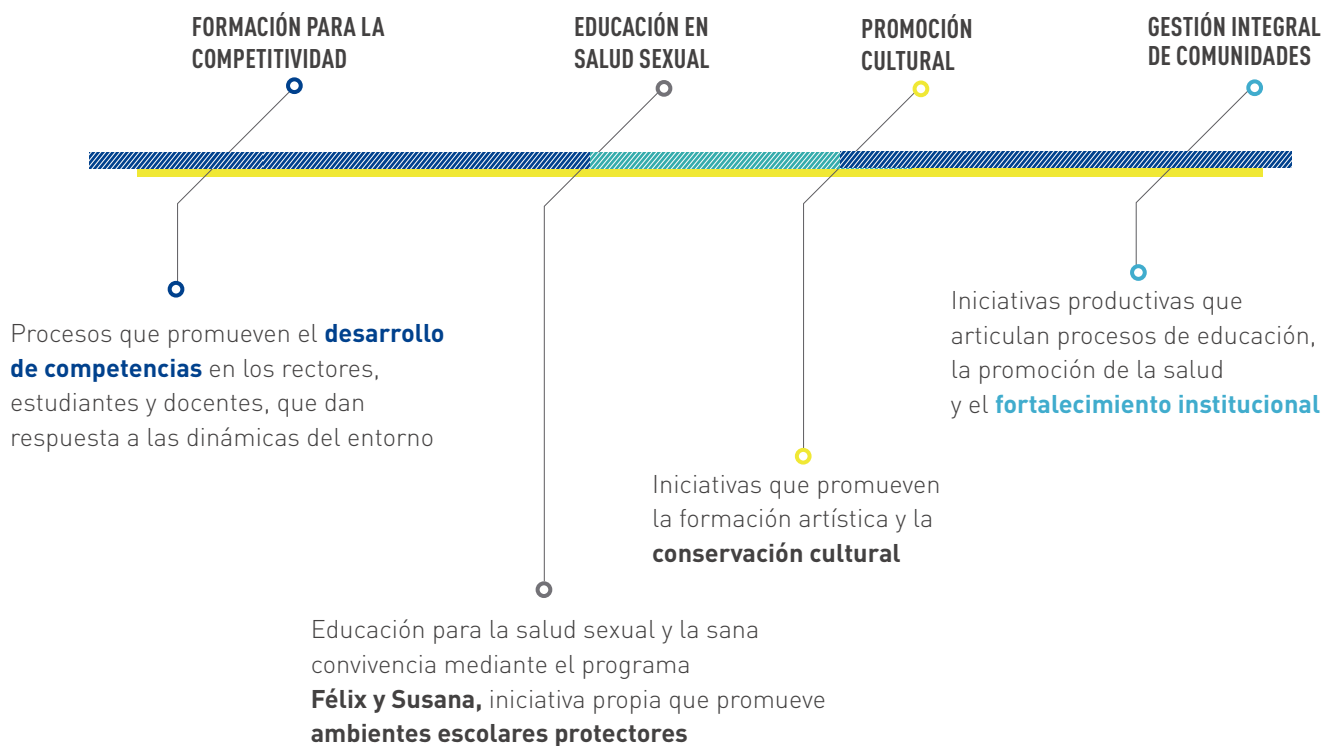 FORMACIÓN PARA LA
COMPETITIVIDAD
EDUCACIÓN EN
SALUD SEXUAL
PROMOCIÓN
CULTURAL
GESTIÓN INTEGRAL
DE COMUNIDADES
Procesos que promueven el desarrollo
de competencias en los rectores,
estudiantes y docentes, que dan
respuesta a las dinámicas del entorno
Educación para la salud sexual y la sana
convivencia mediante el programa
Félix y Susana, iniciativa propia que promueve
ambientes escolares protectores
Iniciativas que promueven
la formación artística y la
conservación cultural
Iniciativas productivas que
articulan procesos de educación,
la promoción de la salud
y el fortalecimiento institucional